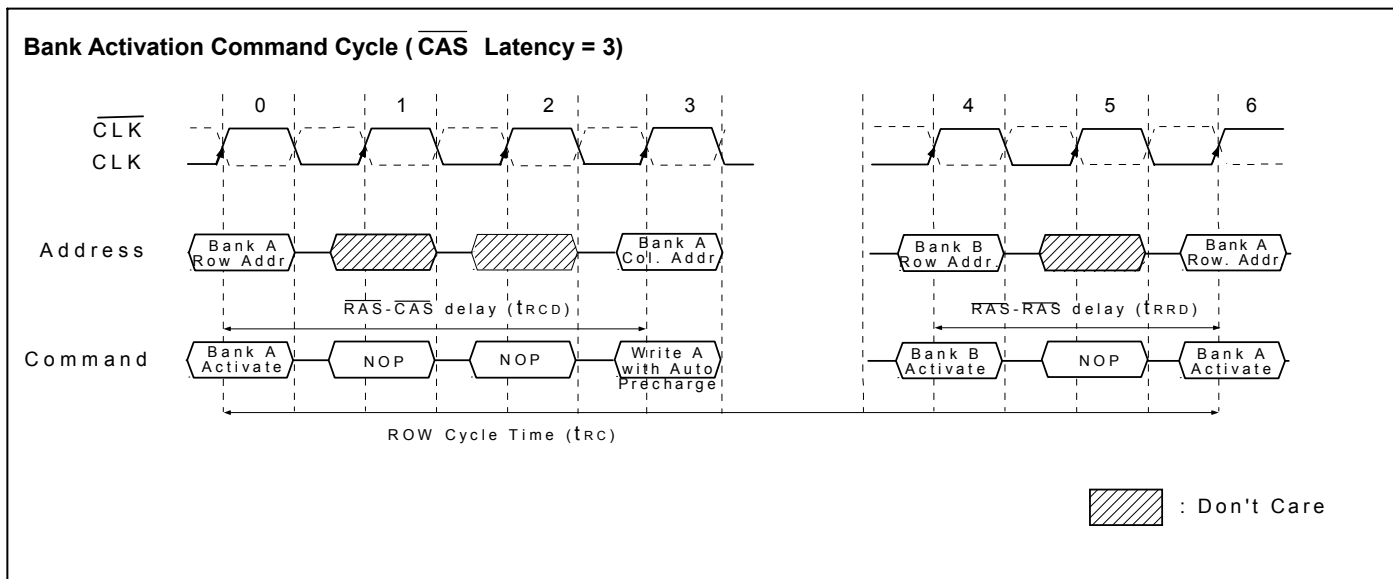 Bank Activation Command Cycle ( CAS Latency = 3)
0 1 2 3 4 5 6
CLK
CLK
Address
Bank A
Row Addr.
Bank A
Col. Addr.
Bank B
Row Addr.
Bank A
Row. Addr.
RAS-CAS delay (tRCD)
RAS-RAS delay (tRRD)
Command
Bank A
Activate
NOP
NOP
Write A
with Auto
Precharge
Bank B
Activate
NOP
Bank A
Activate
ROW Cycle Time (tRC)
: Don't Care